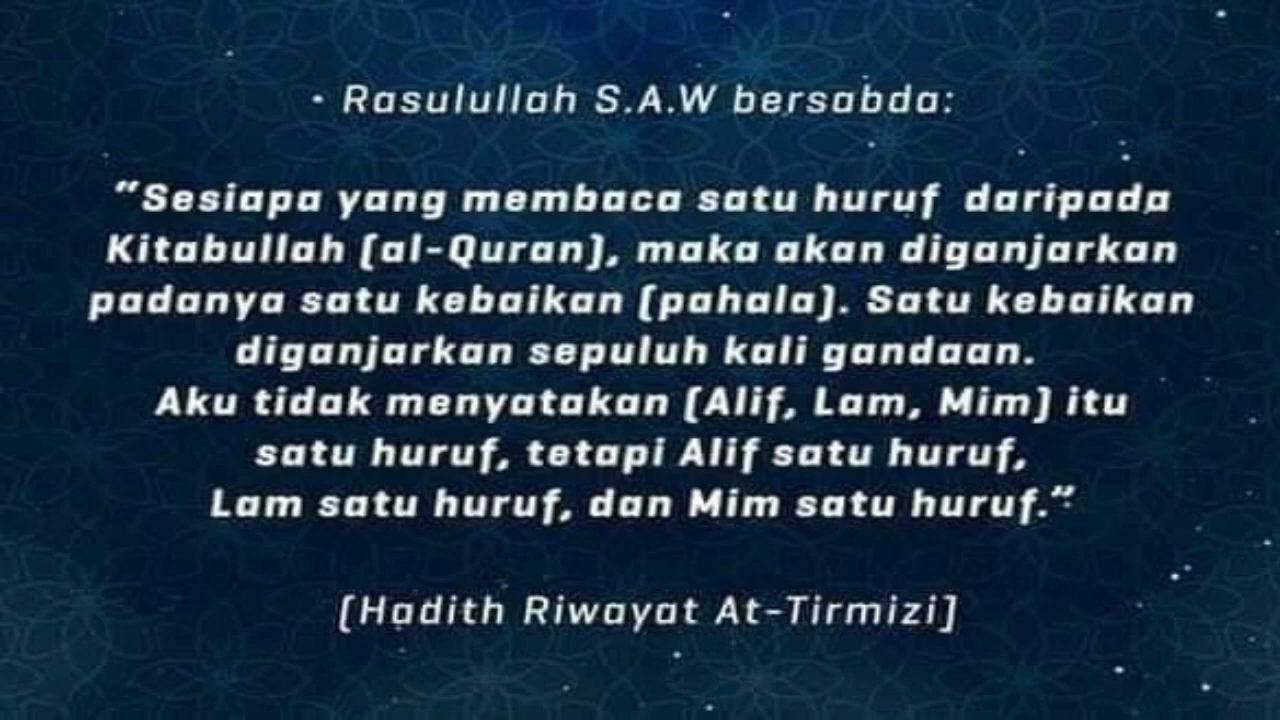 · Rasulullah S.A.W bersabda:
"Sesiapa yang membaca satu huruf daripada
Kitabullah (al-Quran), maka akan diganjarkan
padanya satu kebaikan (pahala). Satu kebaikan
diganjarkan sepuluh kali gandaan.
Aku tidak menyatakan (Alif, Lam, Mim) itu
satu huruf, tetapi Alif satu huruf,
Lam satu huruf, dan Mim satu huruf."
(Hadith Riwayat At-Tirmizi]